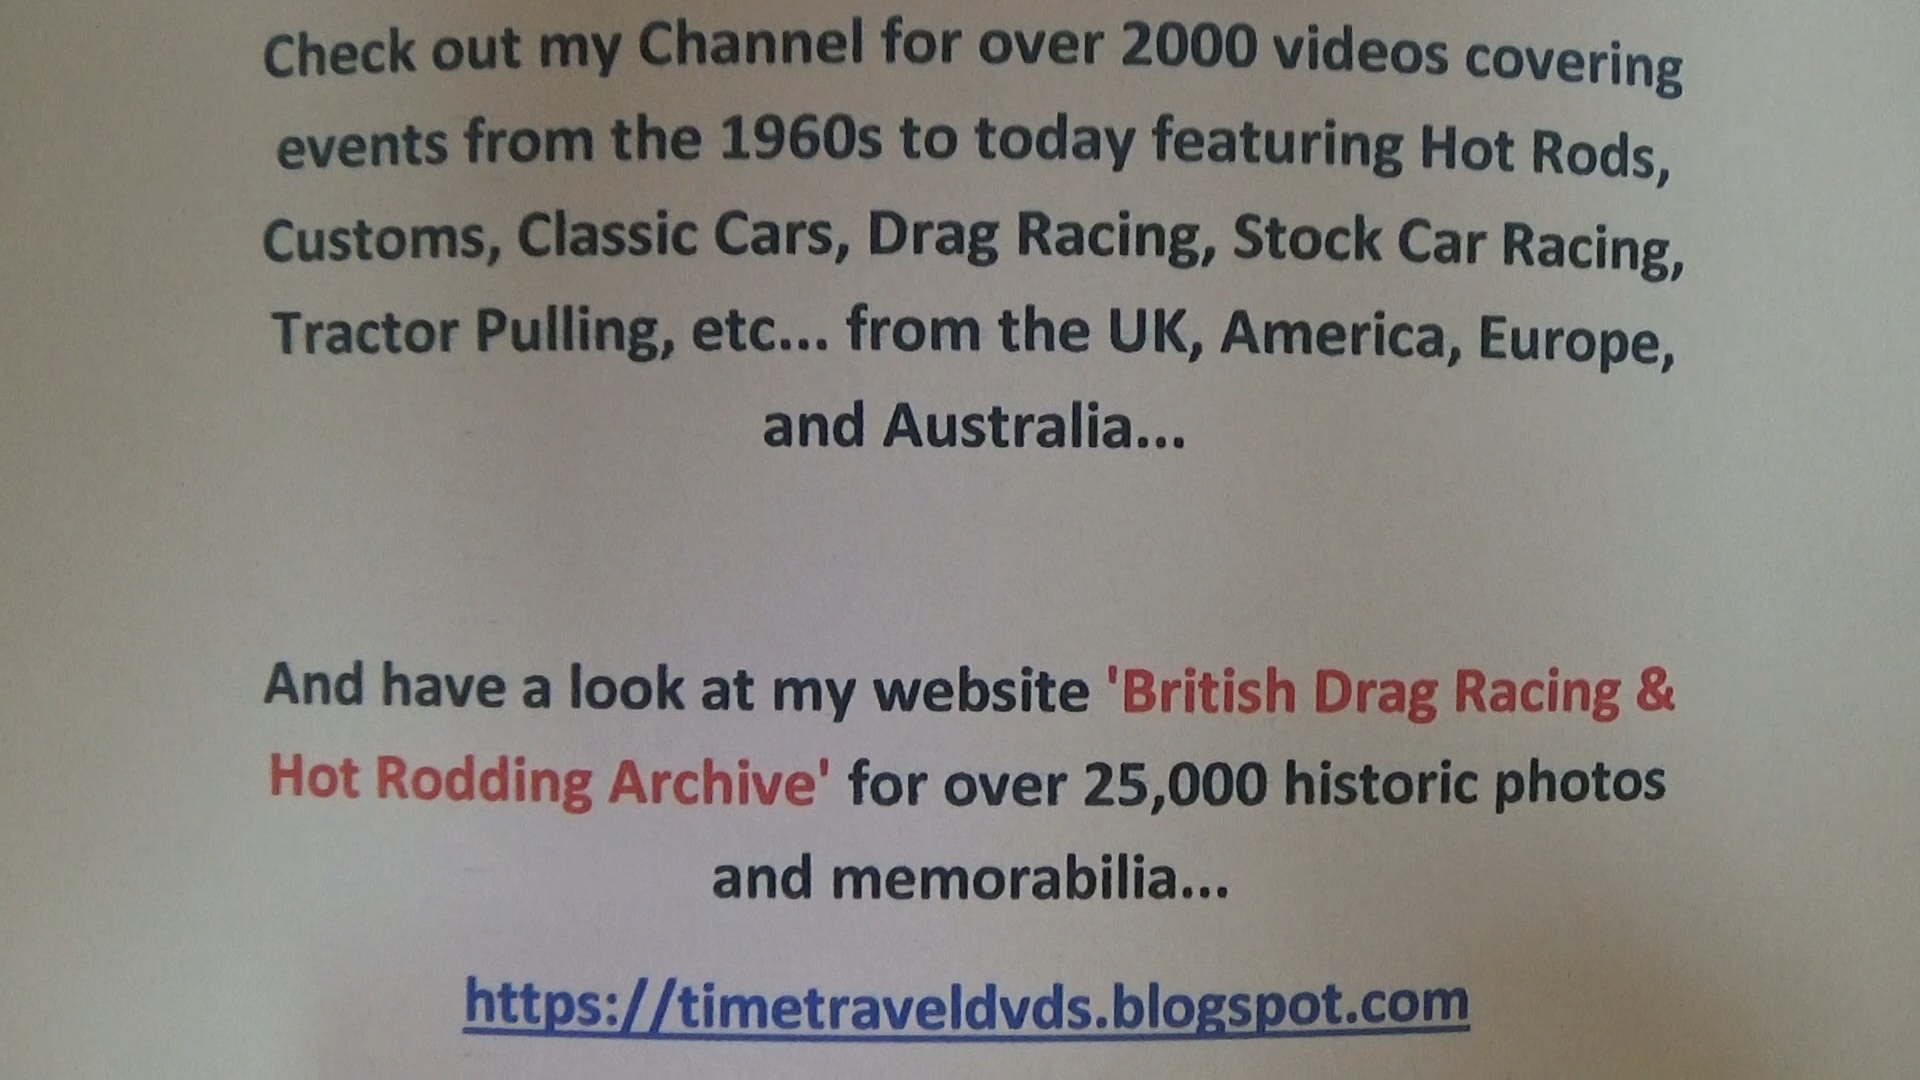 Check out my Channel for over 2000 videos covering
events from the 1960s to today featuring Hot Rods,
Customs, Classic Cars, Drag Racing, Stock Car Racing,
Tractor Pulling, etc... from the UK, America, Europe,
and Australia...
And have a look at my website 'British Drag Racing &
Hot Rodding Archive' for over 25,000 historic photos
and memorabilia...
https://timetraveldvds.blogspot.com